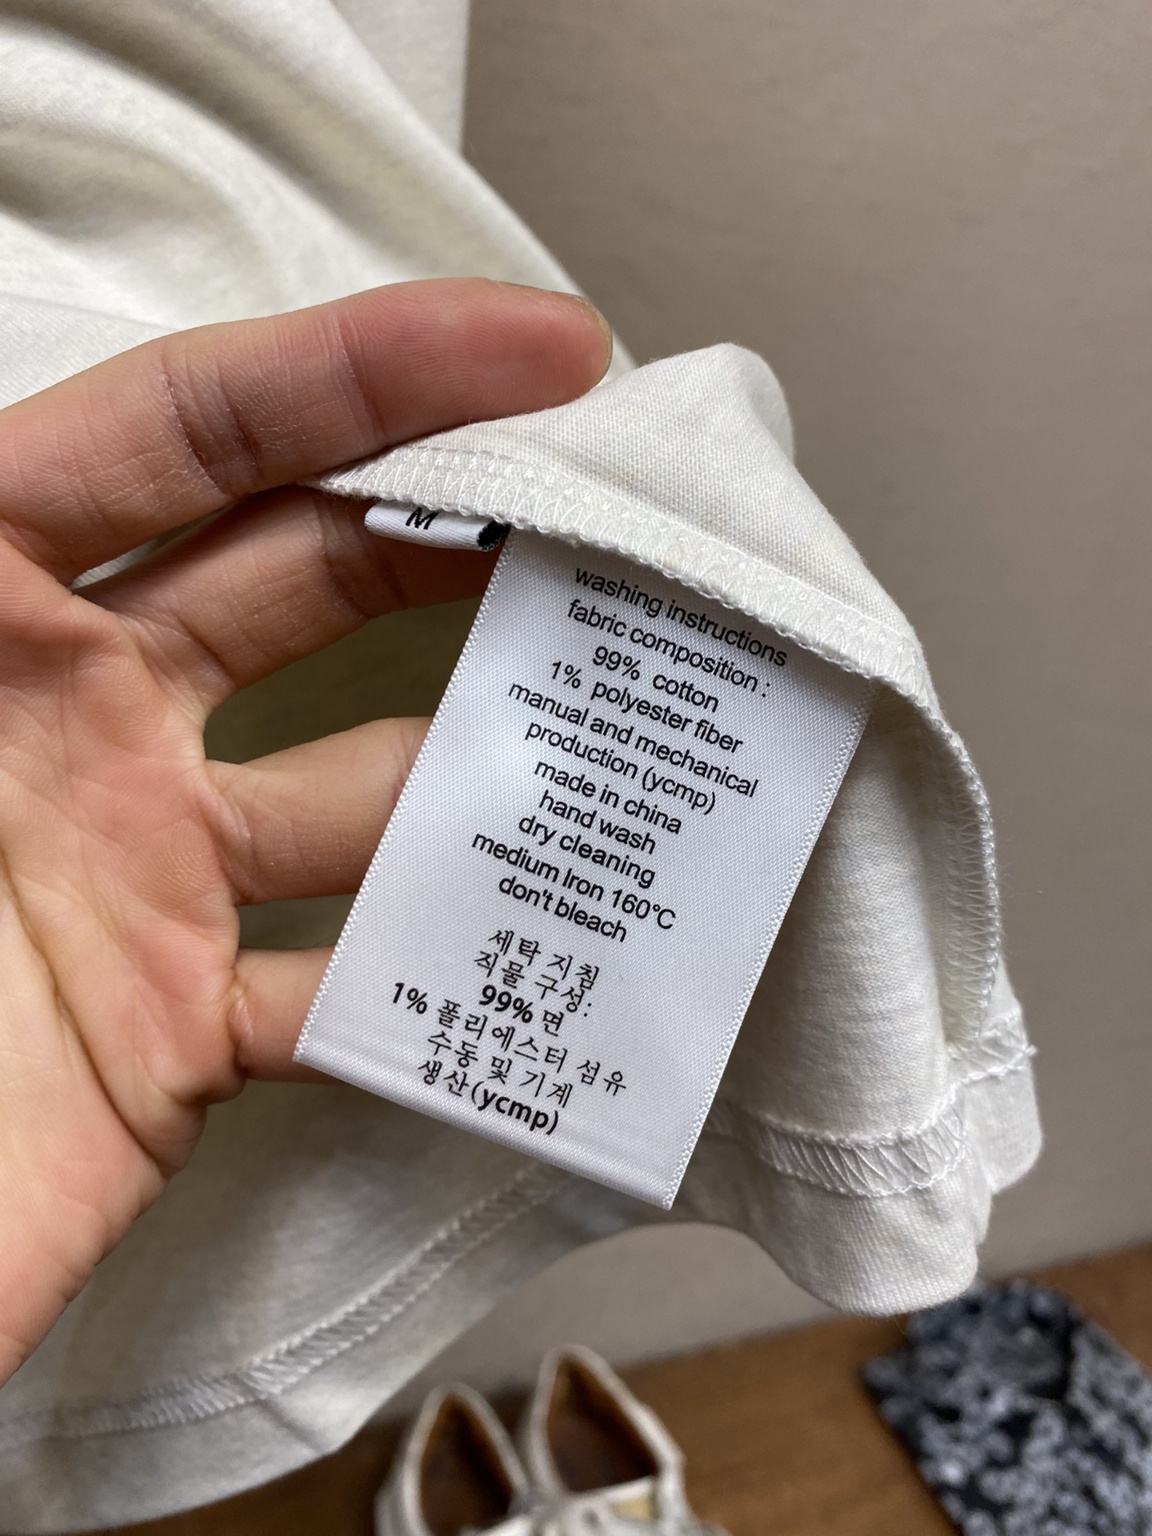 M
washing instructions
fabric composition :
99% cotton
1% polyester fiber
manual and mechanical
production (ycmp)
made in china
hand wash
dry cleaning
medium Iron 160°C
don't bleach
세탁 지침
직물 구성:
99% 면
1% 폴리에스터 섬유
수동 및 기계
생산(ycmp)